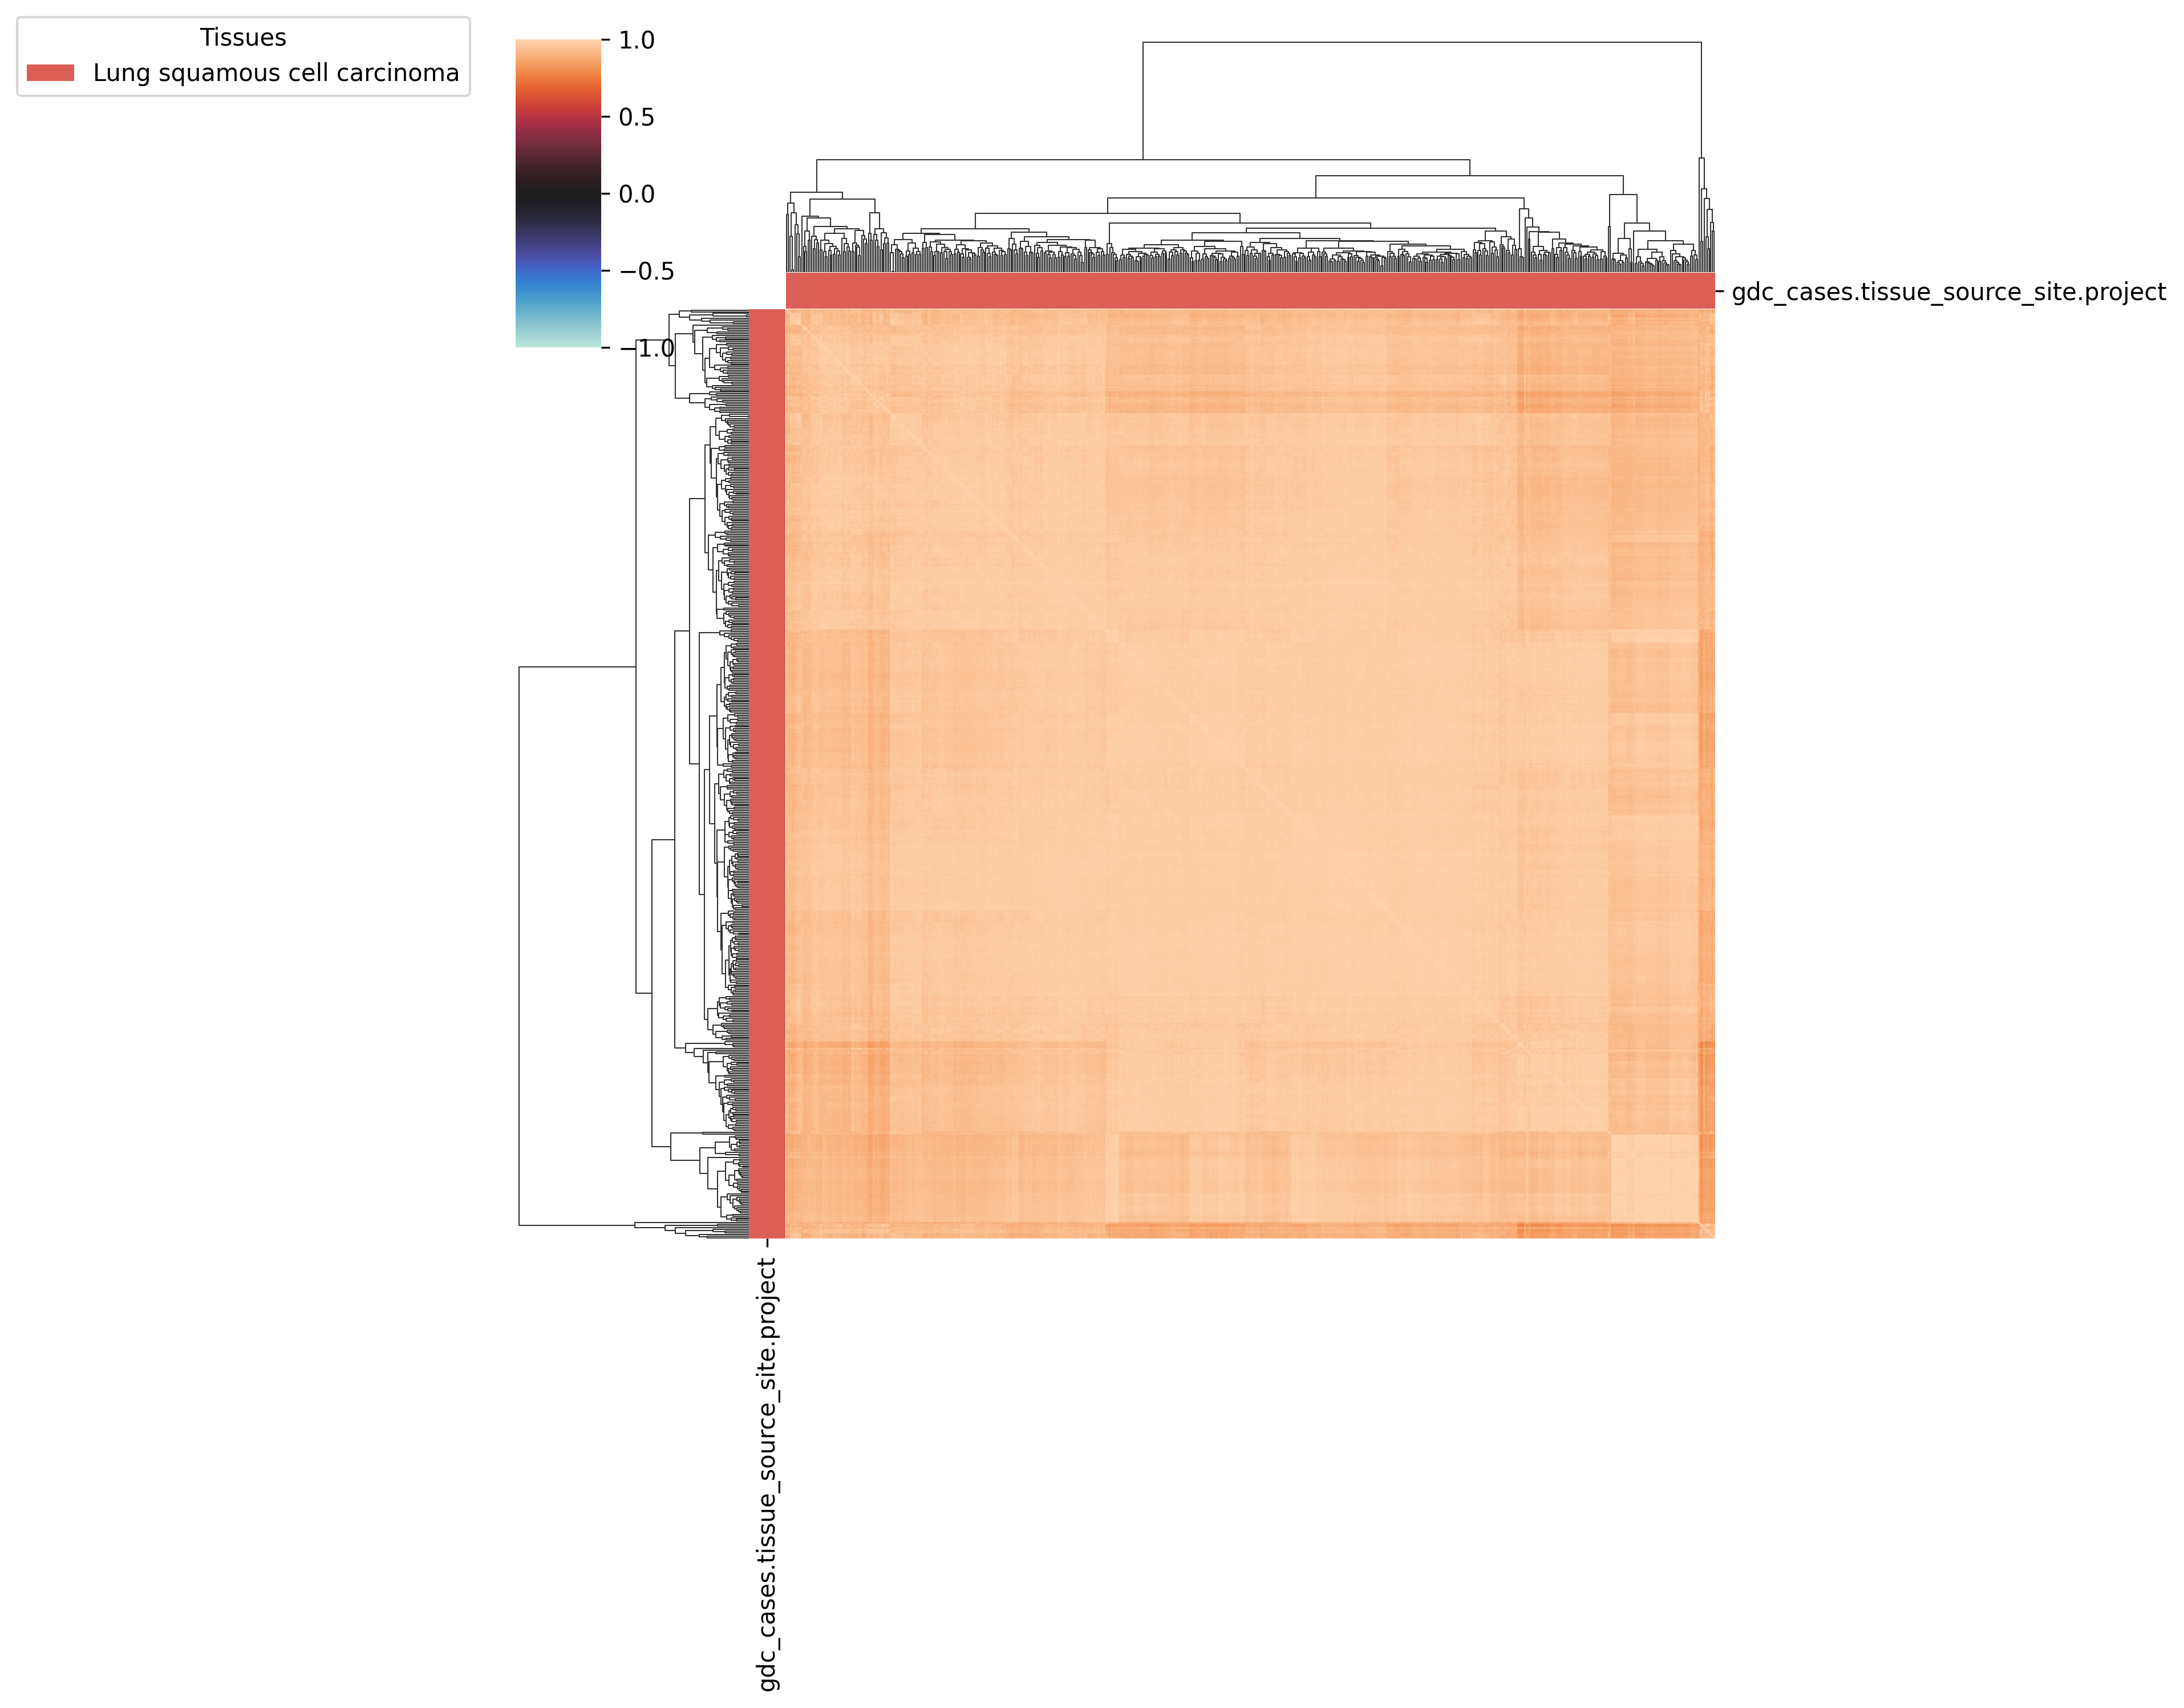 Tissues
Lung squamous cell carcinoma
1.0
0.5
0.0
−0.5
−1.0
gdc_cases.tissue_source_site.project
gdc_cases.tissue_source_site.project